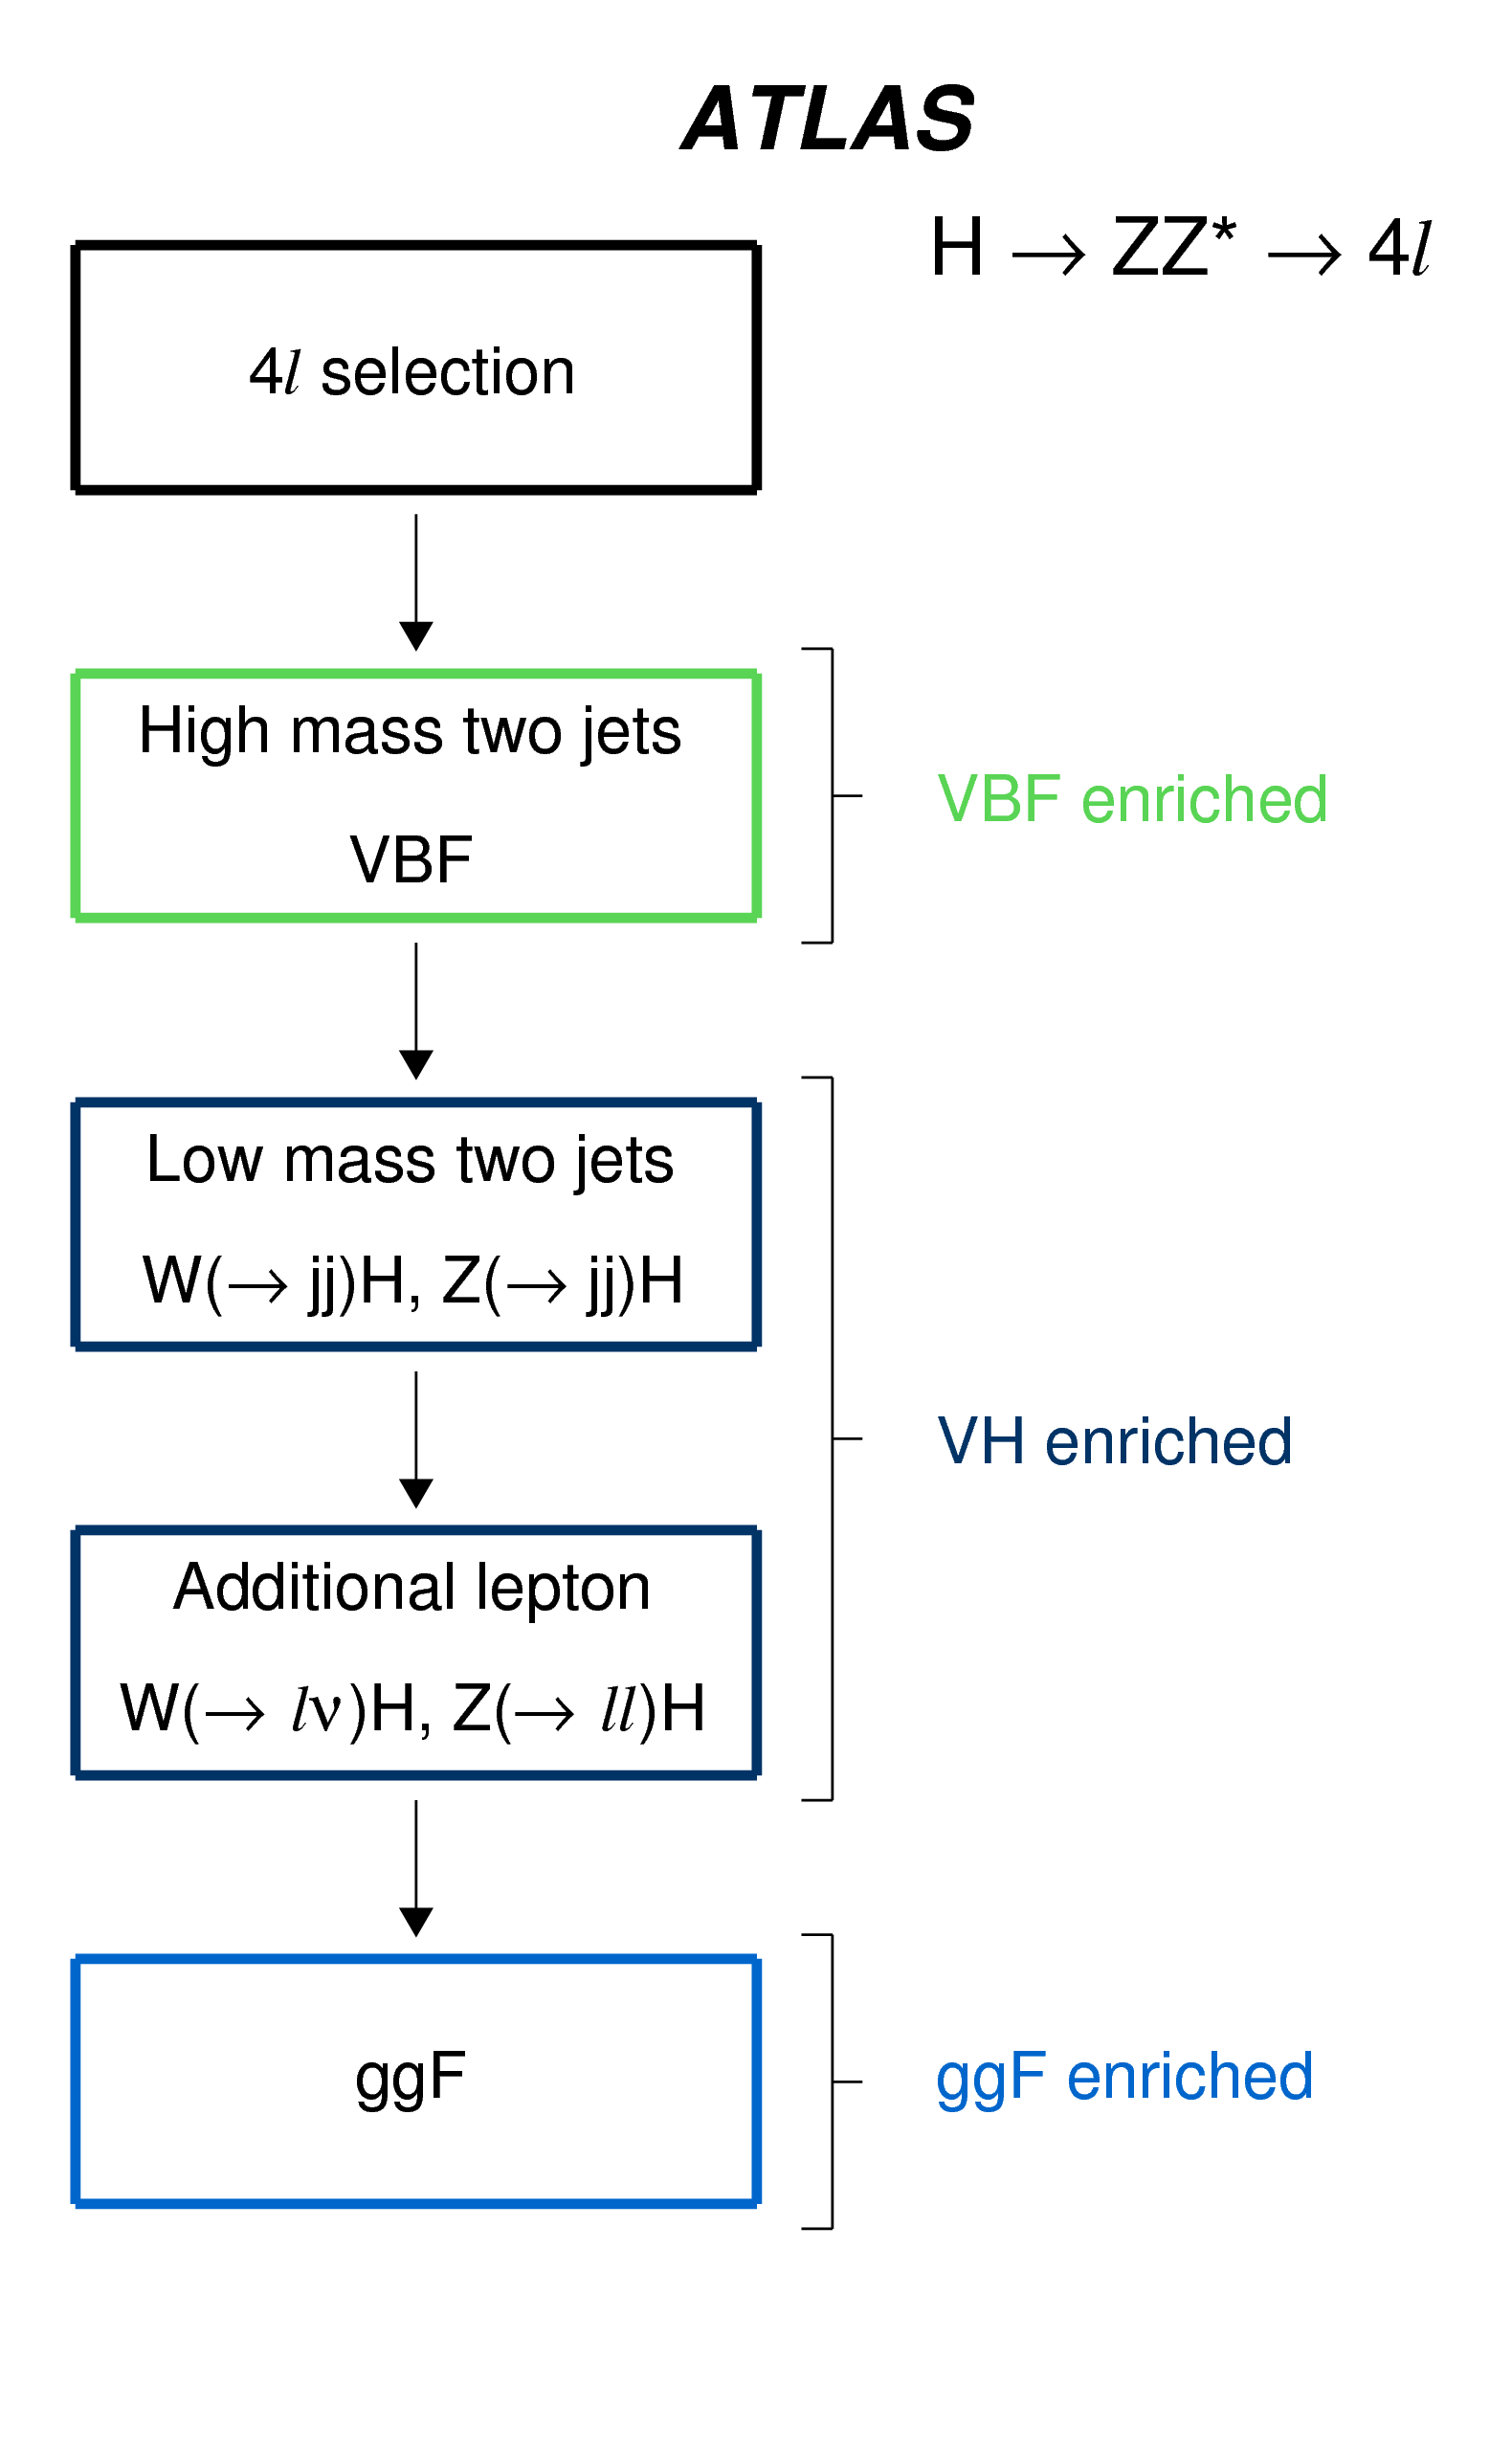 ATLAS
H → ZZ* → 4l
4l selection
High mass two jets
VBF
VBF enriched
Low mass two jets
W(→ jj)H, Z(→ jj)H
VH enriched
Additional lepton
W(→ lν)H, Z(→ ll)H
ggF
ggF enriched